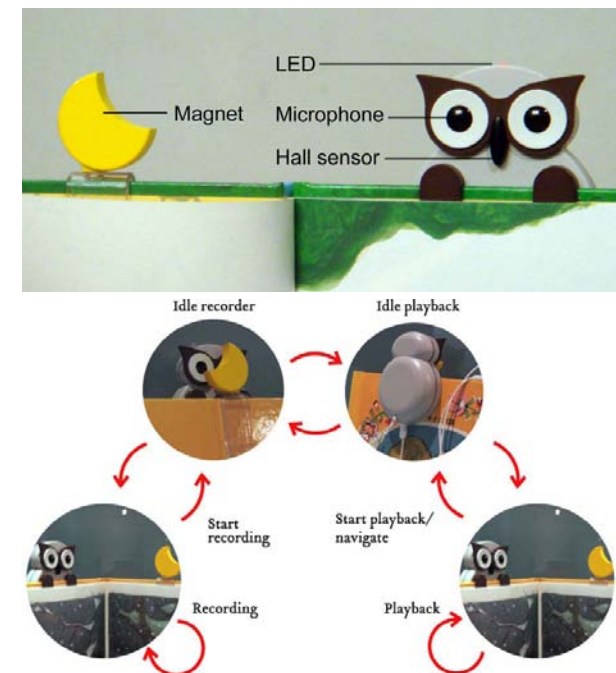 LED
Magnet
Microphone
Hall sensor
Idle recorder
Idle playback
Start
recording
Start playback/
navigate
Recording
Playback